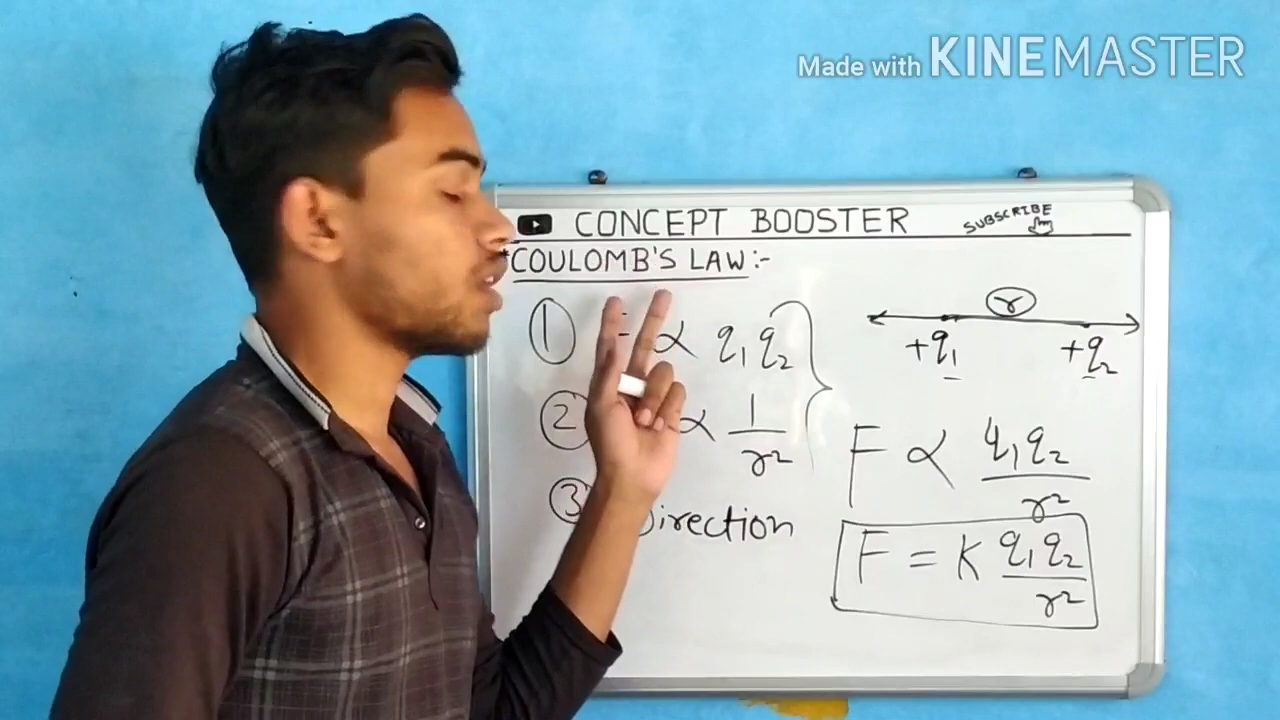 Made with KINEMASTER
CONCEPT BOOSTER
SUBSCRIBE
*COULOMB'S LAW :-
r
+q₁ +q₂
① F ∝ q₁q₂
② ∝ 1/r²
③ Direction
F ∝ q₁q₂/r²
F = K q₁q₂/r²